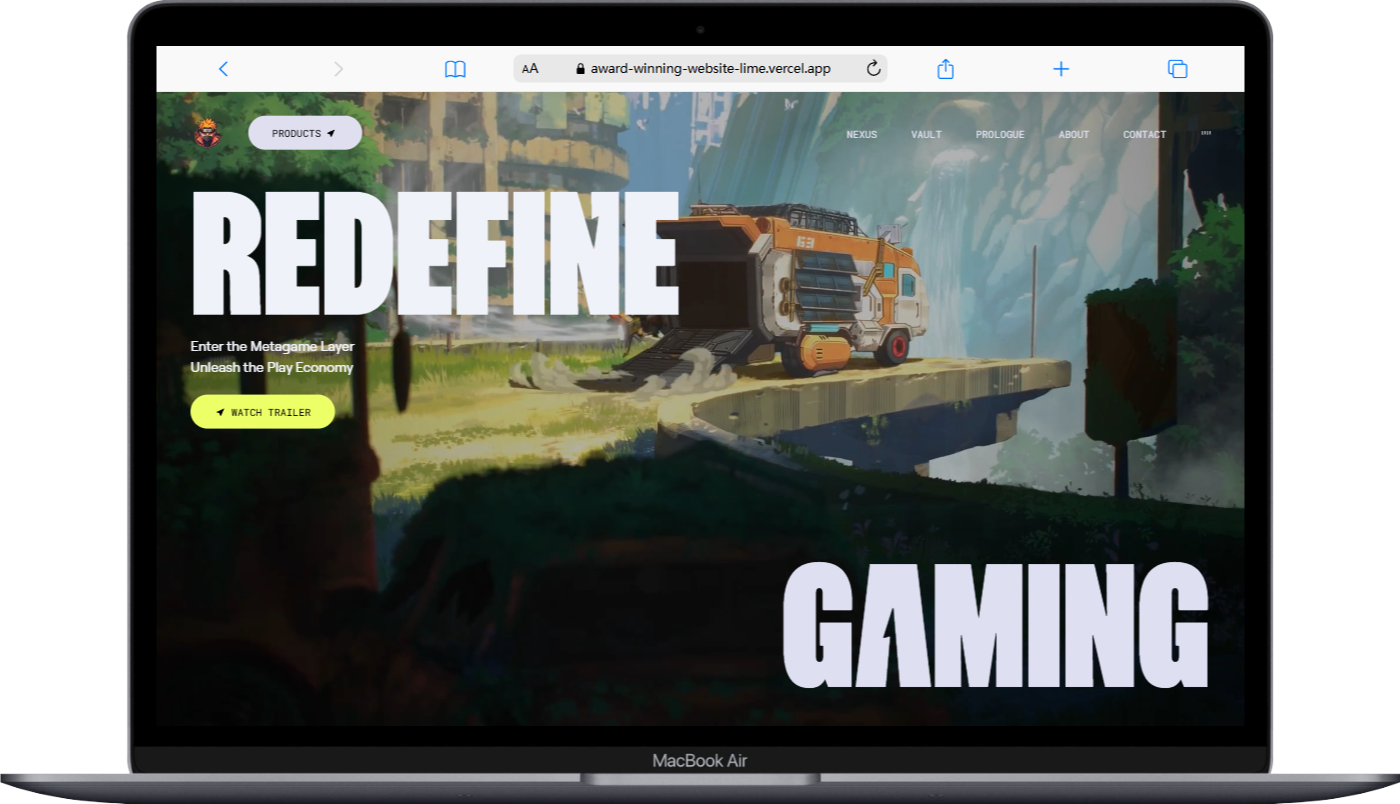 AA award-winning-website-lime.vercel.app
PRODUCTS
NEXUS VAULT PROLOGUE ABOUT CONTACT
REDEFINE
63
Enter the Metagame Layer
Unleash the Play Economy
WATCH TRAILER
GAMING
MacBook Air